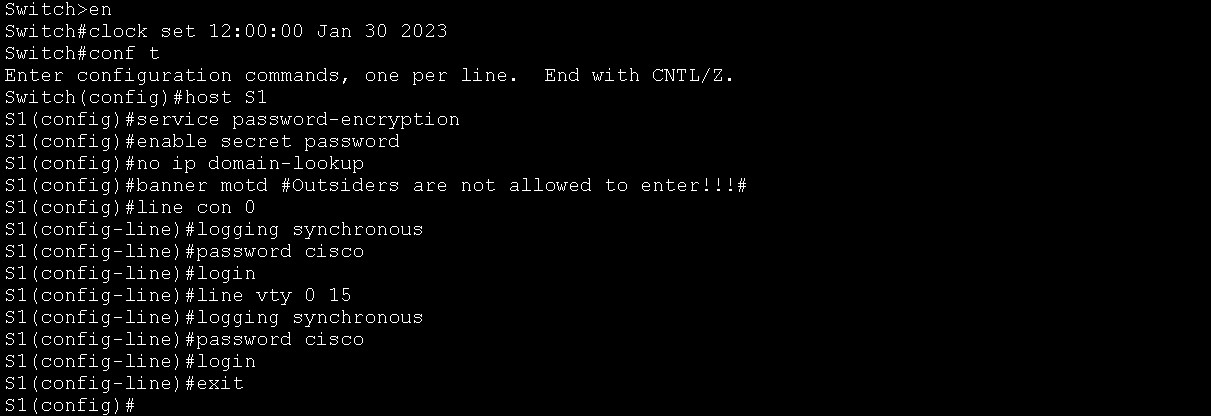 Switch>en
Switch#clock set 12:00:00 Jan 30 2023
Switch#conf t
Enter configuration commands, one per line.  End with CNTL/Z.
Switch(config)#host S1
S1(config)#service password-encryption
S1(config)#enable secret password
S1(config)#no ip domain-lookup
S1(config)#banner motd #Outsiders are not allowed to enter!!!#
S1(config)#line con 0
S1(config-line)#logging synchronous
S1(config-line)#password cisco
S1(config-line)#login
S1(config-line)#line vty 0 15
S1(config-line)#logging synchronous
S1(config-line)#password cisco
S1(config-line)#login
S1(config-line)#exit
S1(config)#